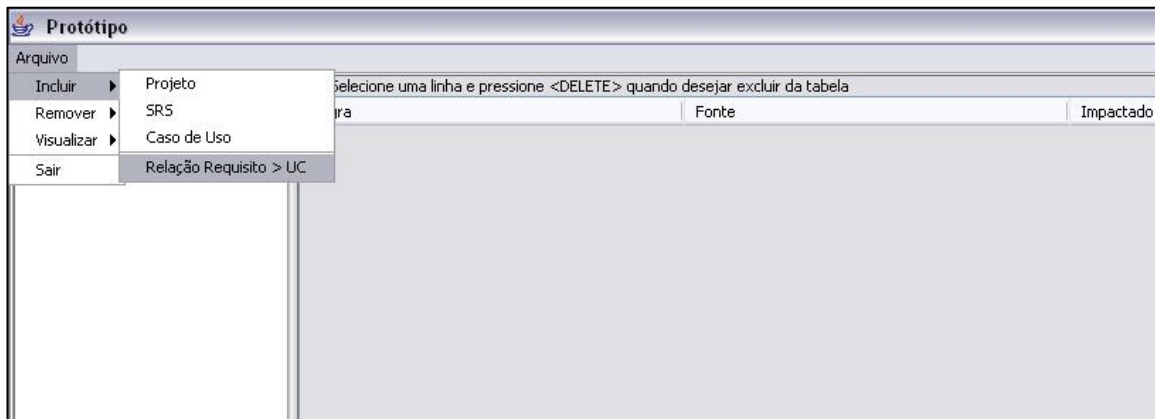 Protótipo
Arquivo
Incluir Projeto Selecione uma linha e pressione <DELETE> quando desejar excluir da tabela
Remover SRS gra Fonte Impactado
Visualizar Caso de Uso
Sair Relação Requisito > UC